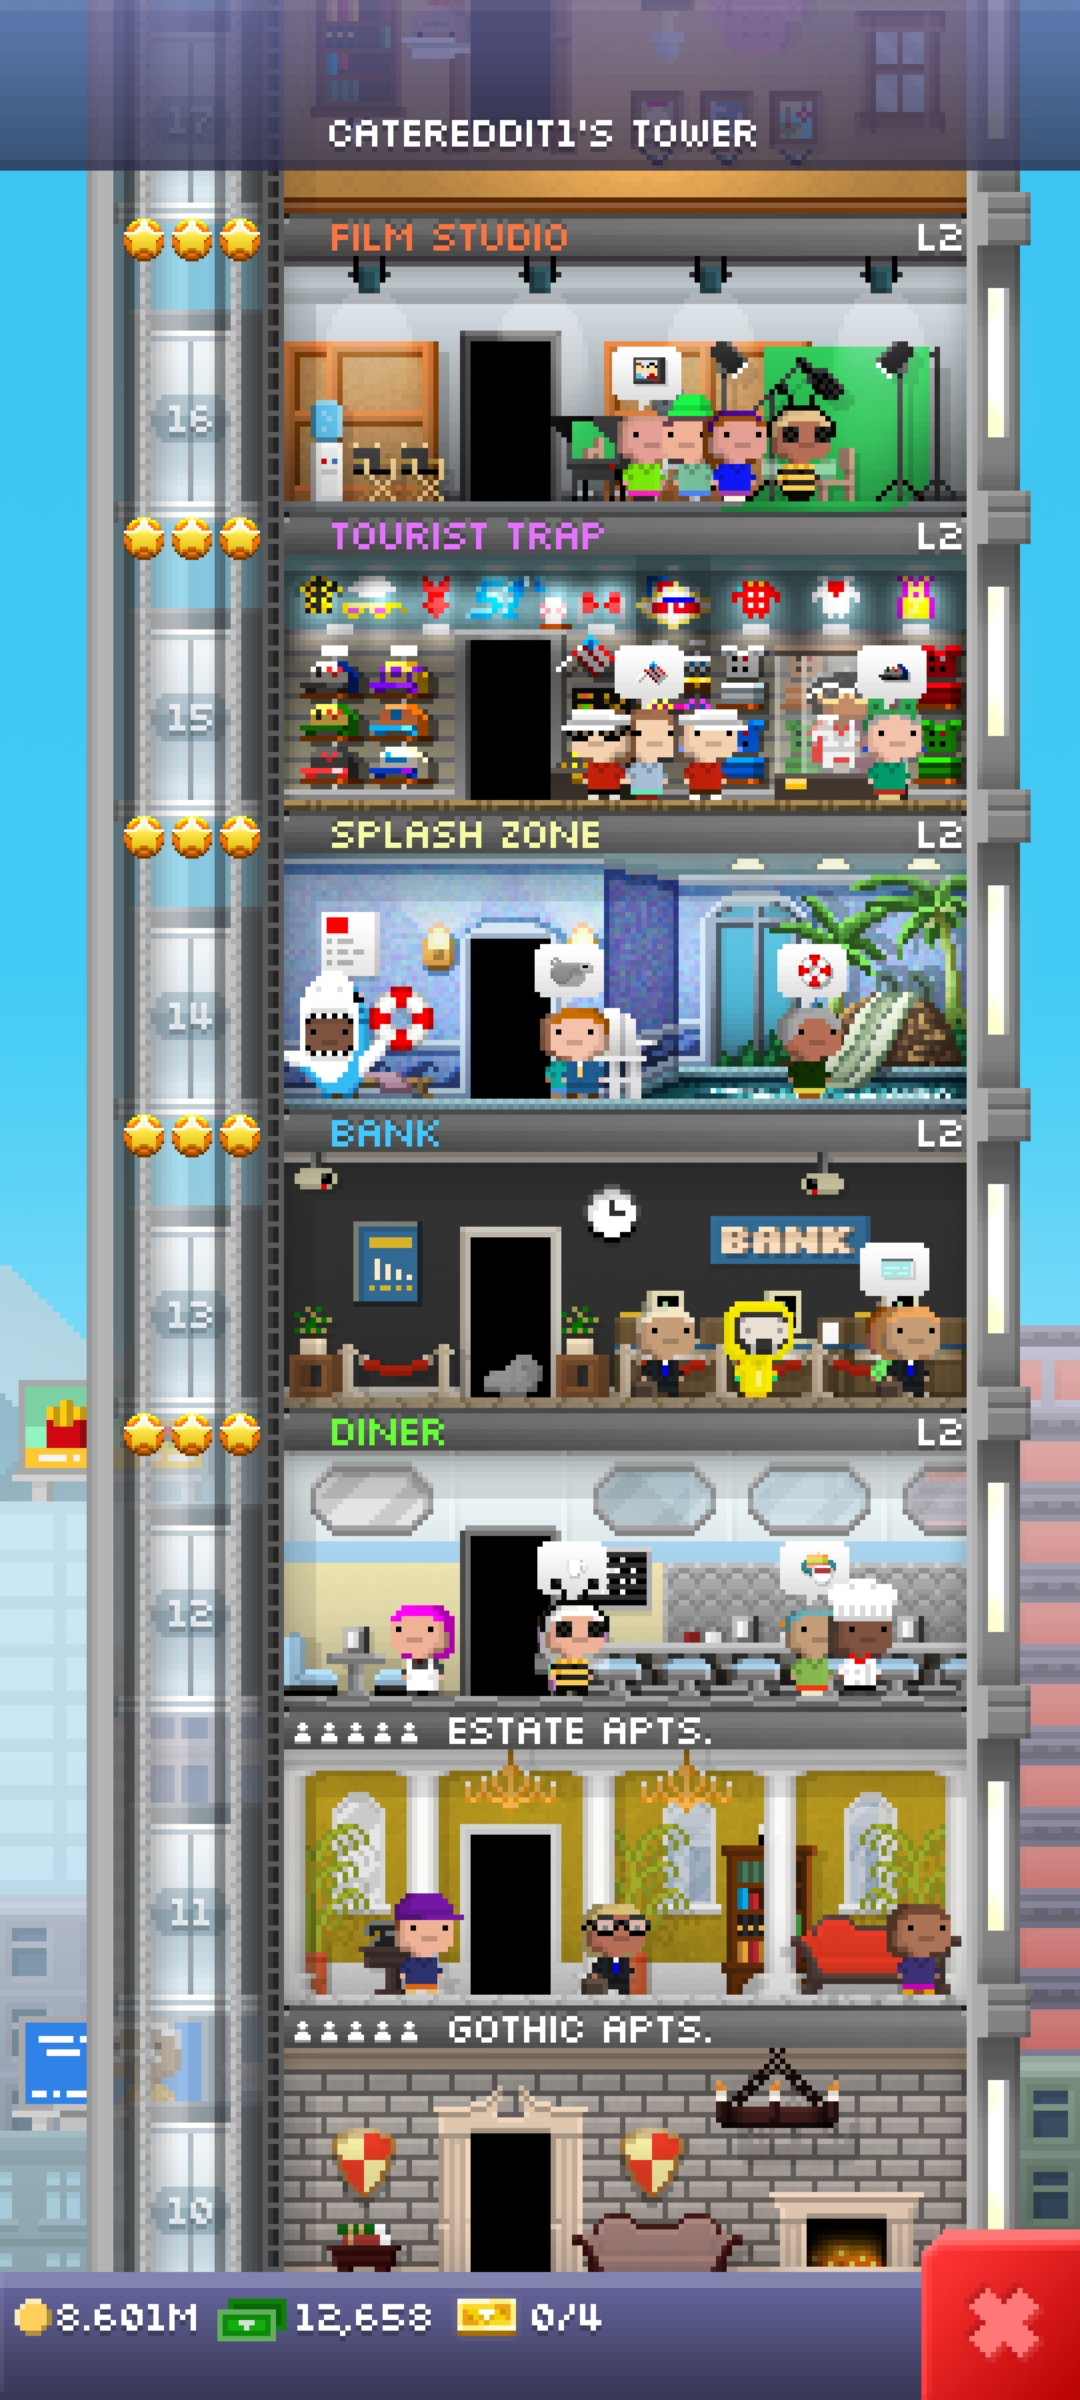 17
CATEREDDIT1'S TOWER
FILM STUDIO L2
16
TOURIST TRAP L2
15
SPLASH ZONE L2
14
BANK L2
BANK
13
DINER L2
12
ESTATE APTS.
11
GOTHIC APTS.
10
8.601M 12,658 0/4